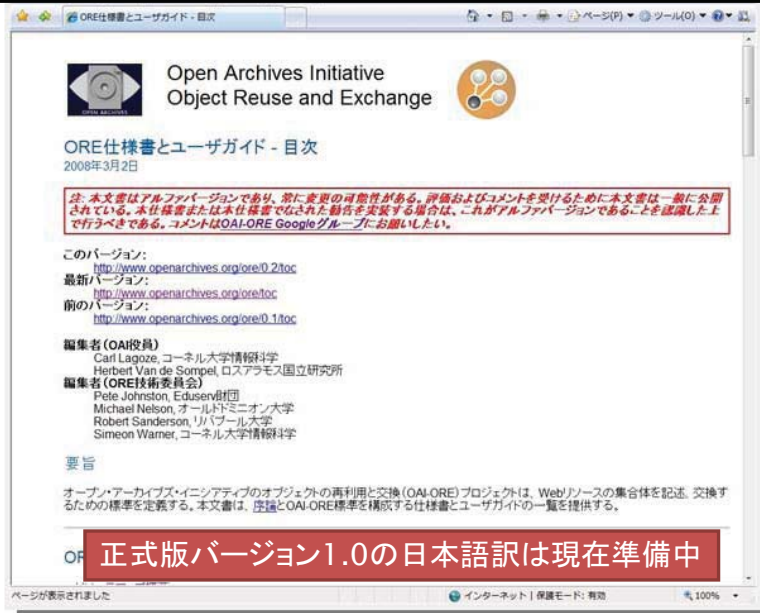 ORE仕様書とユーザガイド - 目次
ページ(P)
ツール(O)
OPEN ARCHIVES
Open Archives Initiative
Object Reuse and Exchange
ORE仕様書とユーザガイド - 目次
2008年3月2日
注: 本文書はアルファバージョンであり、常に変更の可能性がある。評価およびコメントを受けるために本文書は一般に公開
されている。本仕様書または本仕様書でなされた勧告を実装する場合は、これがアルファバージョンであることを認識した上
で行うべきである。コメントはOAI-ORE Googleグループにお願いしたい。
このバージョン:
http://www.openarchives.org/ore/0.2/toc
最新バージョン:
http://www.openarchives.org/ore/toc
前のバージョン:
http://www.openarchives.org/ore/0.1/toc
編集者(OAI役員)
Carl Lagoze, コーネル大学情報科学
Herbert Van de Sompel, ロスアラモス国立研究所
編集者(ORE技術委員会)
Pete Johnston, Eduserv財団
Michael Nelson, オールドドミニオン大学
Robert Sanderson, リバプール大学
Simeon Warner, コーネル大学情報科学
要旨
オープン・アーカイブズ・イニシアティブのオブジェクトの再利用と交換(OAI-ORE)プロジェクトは、Webリソースの集合体を記述、交換す
るための標準を定義する。本文書は、序論とOAI-ORE標準を構成する仕様書とユーザガイドの一覧を提供する。
正式版バージョン1.0の日本語訳は現在準備中
ページが表示されました
インターネット | 保護モード: 有効
100%